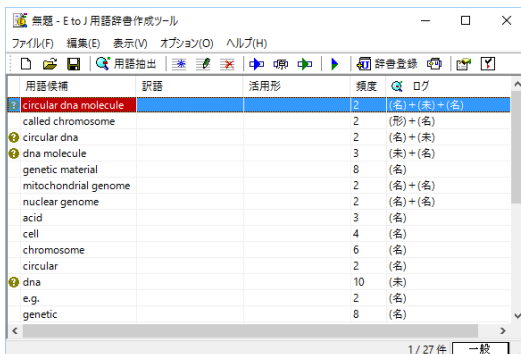 無題 - E to J 用語辞書作成ツール
ファイル(F) 編集(E) 表示(V) オプション(O) ヘルプ(H)
用語抽出 辞書登録
用語候補 訳語 活用形 頻度 ログ
circular dna molecule 2 (名)+(未)+(名)
called chromosome 2 (形)+(名)
circular dna 2 (名)+(未)
dna molecule 3 (未)+(名)
genetic material 8 (名)
mitochondrial genome 2 (名)+(名)
nuclear genome 2 (名)+(名)
acid 3 (名)
cell 4 (名)
chromosome 6 (名)
circular 2 (名)
dna 10 (未)
e.g. 2 (名)
genetic 8 (名)
1 / 27 件 一般